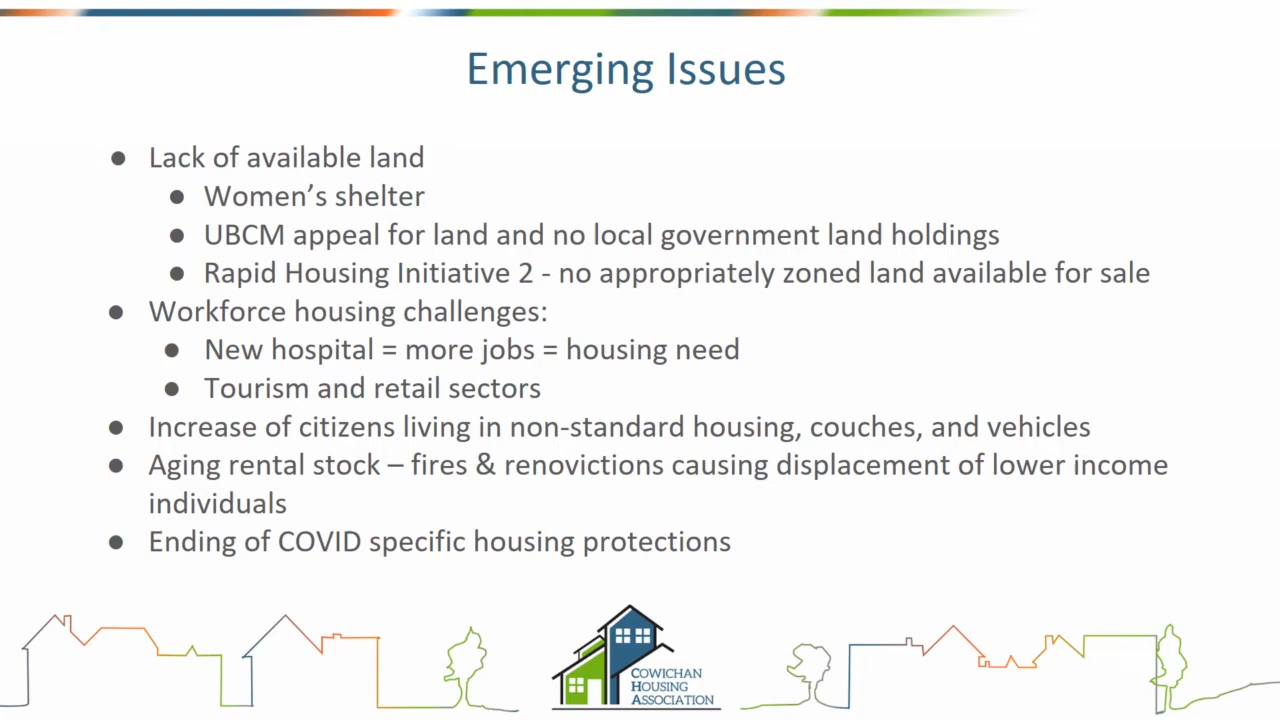 Emerging Issues
● Lack of available land
● Women’s shelter
● UBCM appeal for land and no local government land holdings
● Rapid Housing Initiative 2 - no appropriately zoned land available for sale
● Workforce housing challenges:
● New hospital = more jobs = housing need
● Tourism and retail sectors
● Increase of citizens living in non-standard housing, couches, and vehicles
● Aging rental stock – fires & renovictions causing displacement of lower income
individuals
● Ending of COVID specific housing protections
COWICHAN
HOUSING
ASSOCIATION